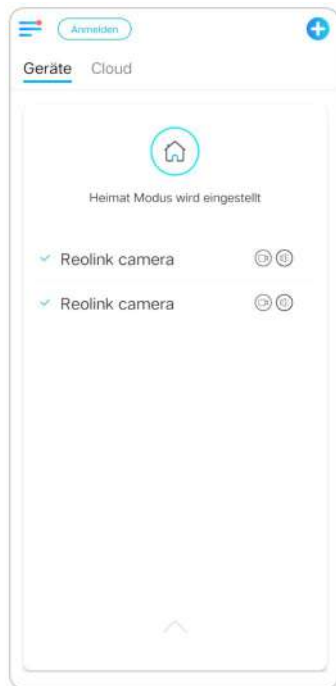 Anmelden
Geräte Cloud
Heimat Modus wird eingestellt
Reolink camera
Reolink camera